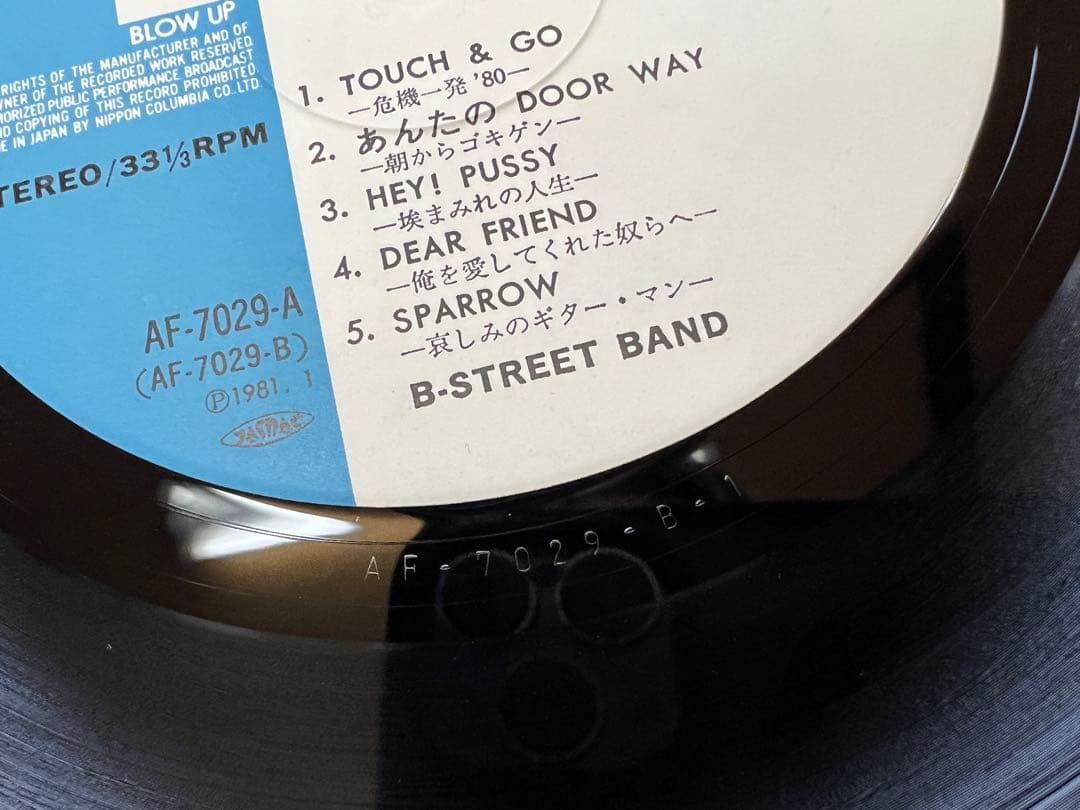 BLOW UP
RIGHTS OF THE MANUFACTURER AND OF
OWNER OF THE RECORDED WORK RESERVED
PUBLIC PERFORMANCE BROADCAST
COPYING OF THIS RECORD PROHIBITED
IN JAPAN BY NIPPON COLUMBIA CO. LTD.
TEREO/33⅓RPM
AF-7029-A
(AF-7029-B)
Ⓟ1981. 1
1. TOUCH & GO
—危機一発 '80—
2. あんたの DOOR WAY
—朝からゴキゲン—
3. HEY! PUSSY
—埃まみれの人生—
4. DEAR FRIEND
—俺を愛してくれた奴らへ—
5. SPARROW
—哀しみのギター・マン—
B-STREET BAND
AF-7029-B-1